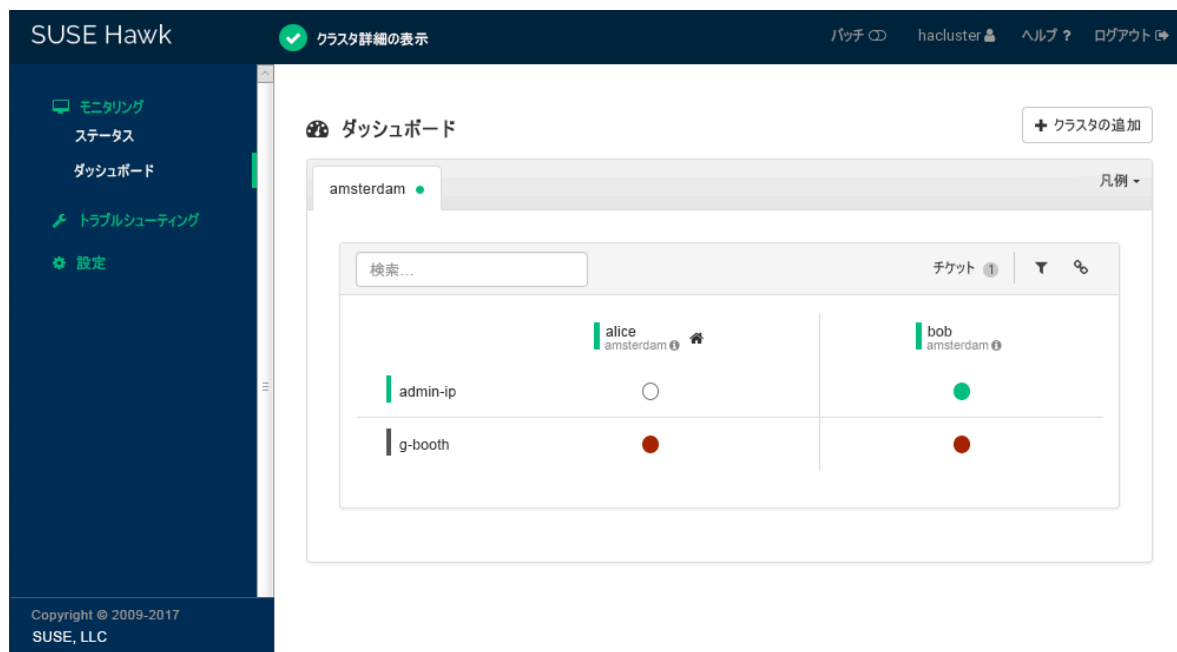 SUSE Hawk
クラスタ詳細の表示
バッチ hacluster ヘルプ ? ログアウト
モニタリング
ステータス
ダッシュボード
トラブルシューティング
設定
ダッシュボード
クラスタの追加
amsterdam
凡例
検索...
チケット 1
alice
amsterdam
bob
amsterdam
admin-ip
g-booth
Copyright © 2009-2017
SUSE, LLC